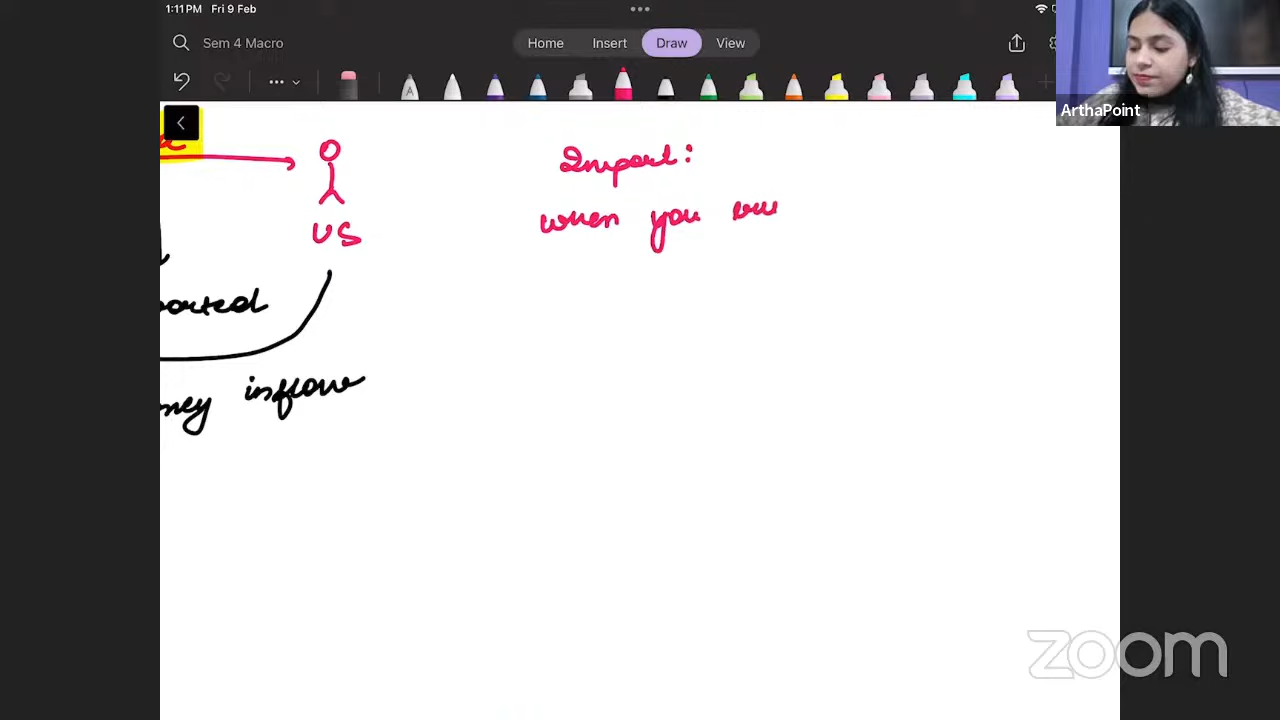 1:11 PM Fri 9 Feb
Sem 4 Macro
Home Insert Draw View
ArthaPoint
A
Import:
when you
US
ported
ney inflow
zoom